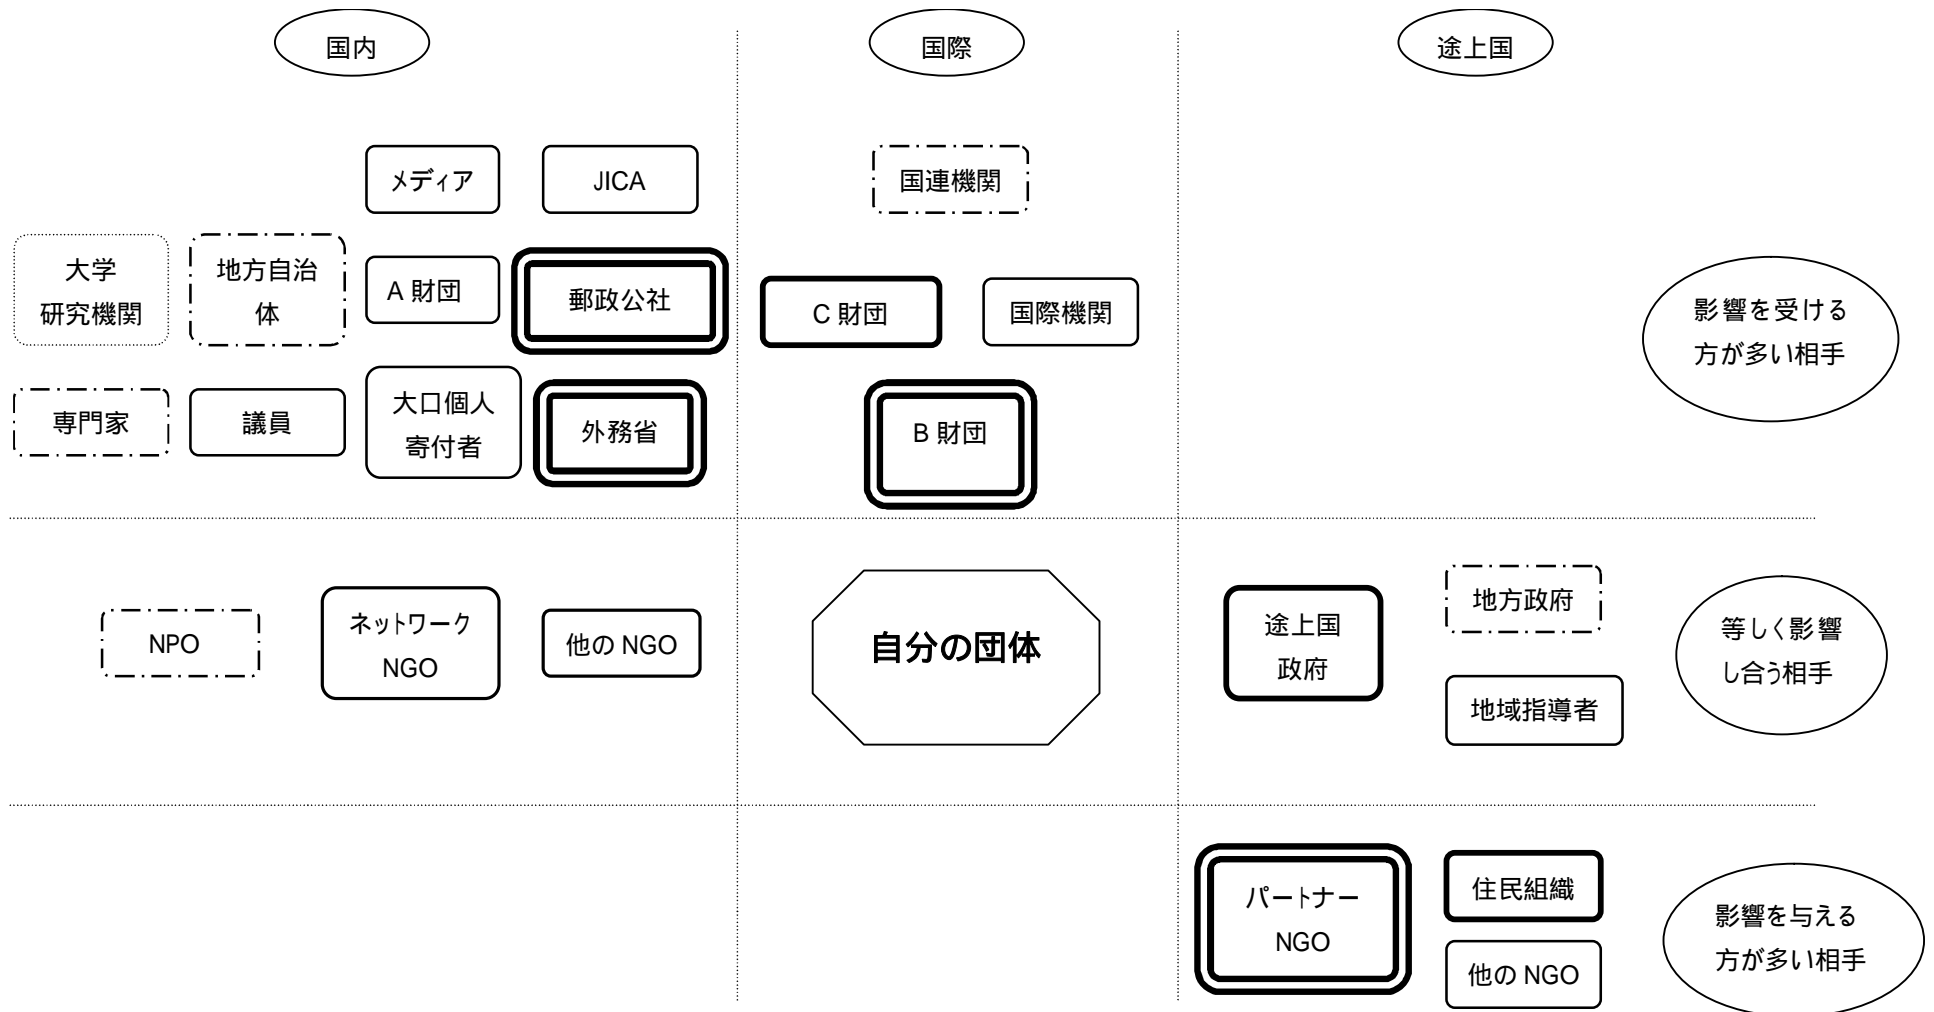 国内
国際
途上国
メディア
JICA
国連機関
大学
研究機関
地方自治
体
A 財団
郵政公社
C 財団
国際機関
影響を受ける
方が多い相手
専門家
議員
大口個人
寄付者
外務省
B 財団
NPO
ネットワーク
NGO
他の NGO
自分の団体
途上国
政府
地方政府
地域指導者
等しく影響
し合う相手
パートナー
NGO
住民組織
他の NGO
影響を与える
方が多い相手